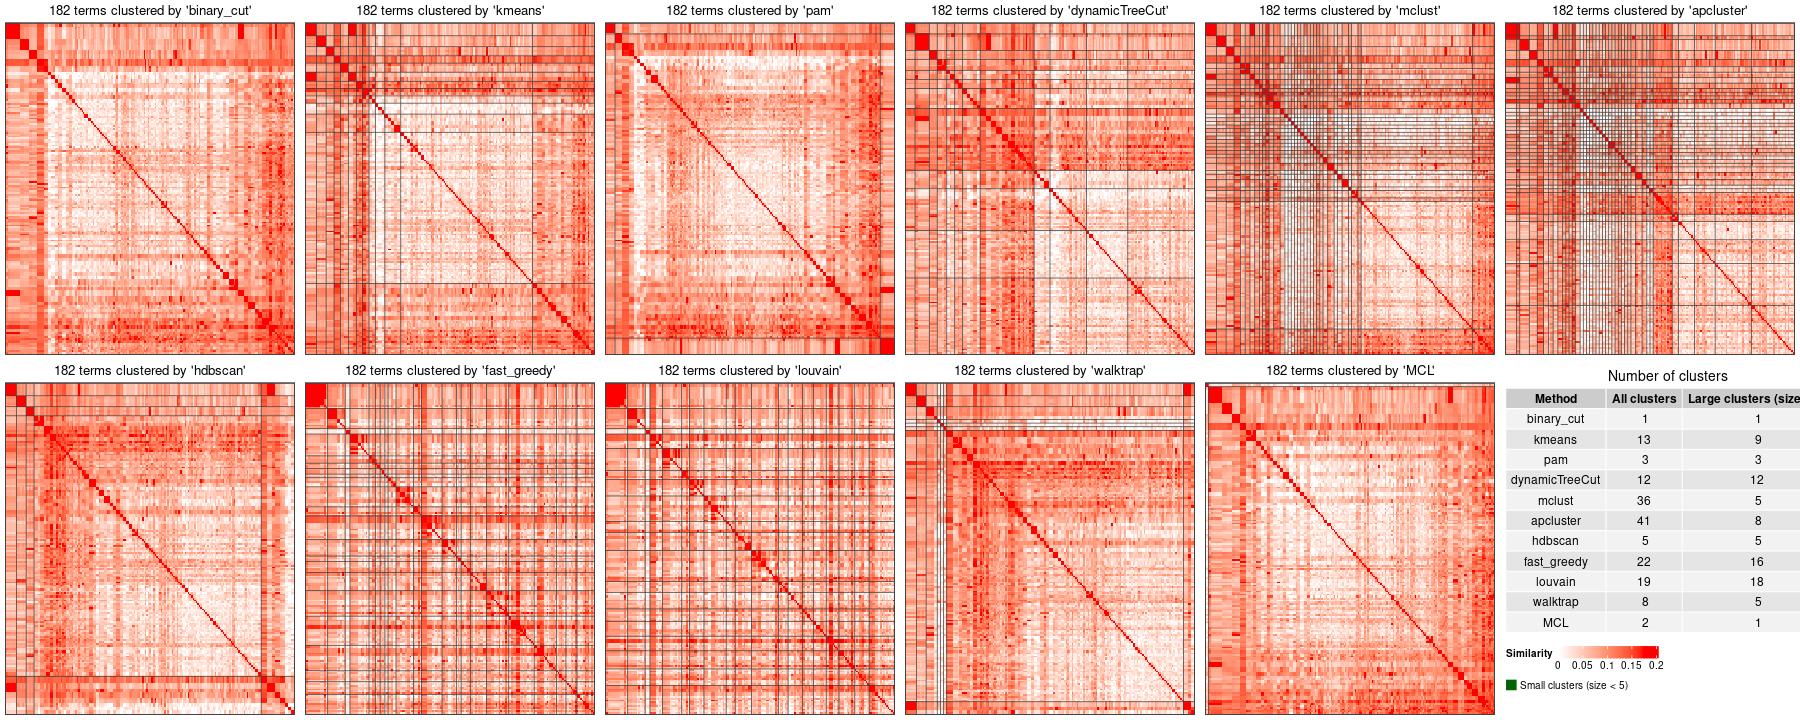 182 terms clustered by 'binary_cut'
182 terms clustered by 'kmeans'
182 terms clustered by 'pam'
182 terms clustered by 'dynamicTreeCut'
182 terms clustered by 'mclust'
182 terms clustered by 'apcluster'
182 terms clustered by 'hdbscan'
182 terms clustered by 'fast_greedy'
182 terms clustered by 'louvain'
182 terms clustered by 'walktrap'
182 terms clustered by 'MCL'
Number of clusters
Method All clusters Large clusters (size
binary_cut 1 1
kmeans 13 9
pam 3 3
dynamicTreeCut 12 12
mclust 36 5
apcluster 41 8
hdbscan 5 5
fast_greedy 22 16
louvain 19 18
walktrap 8 5
MCL 2 1
Similarity
0 0.05 0.1 0.15 0.2
Small clusters (size < 5)